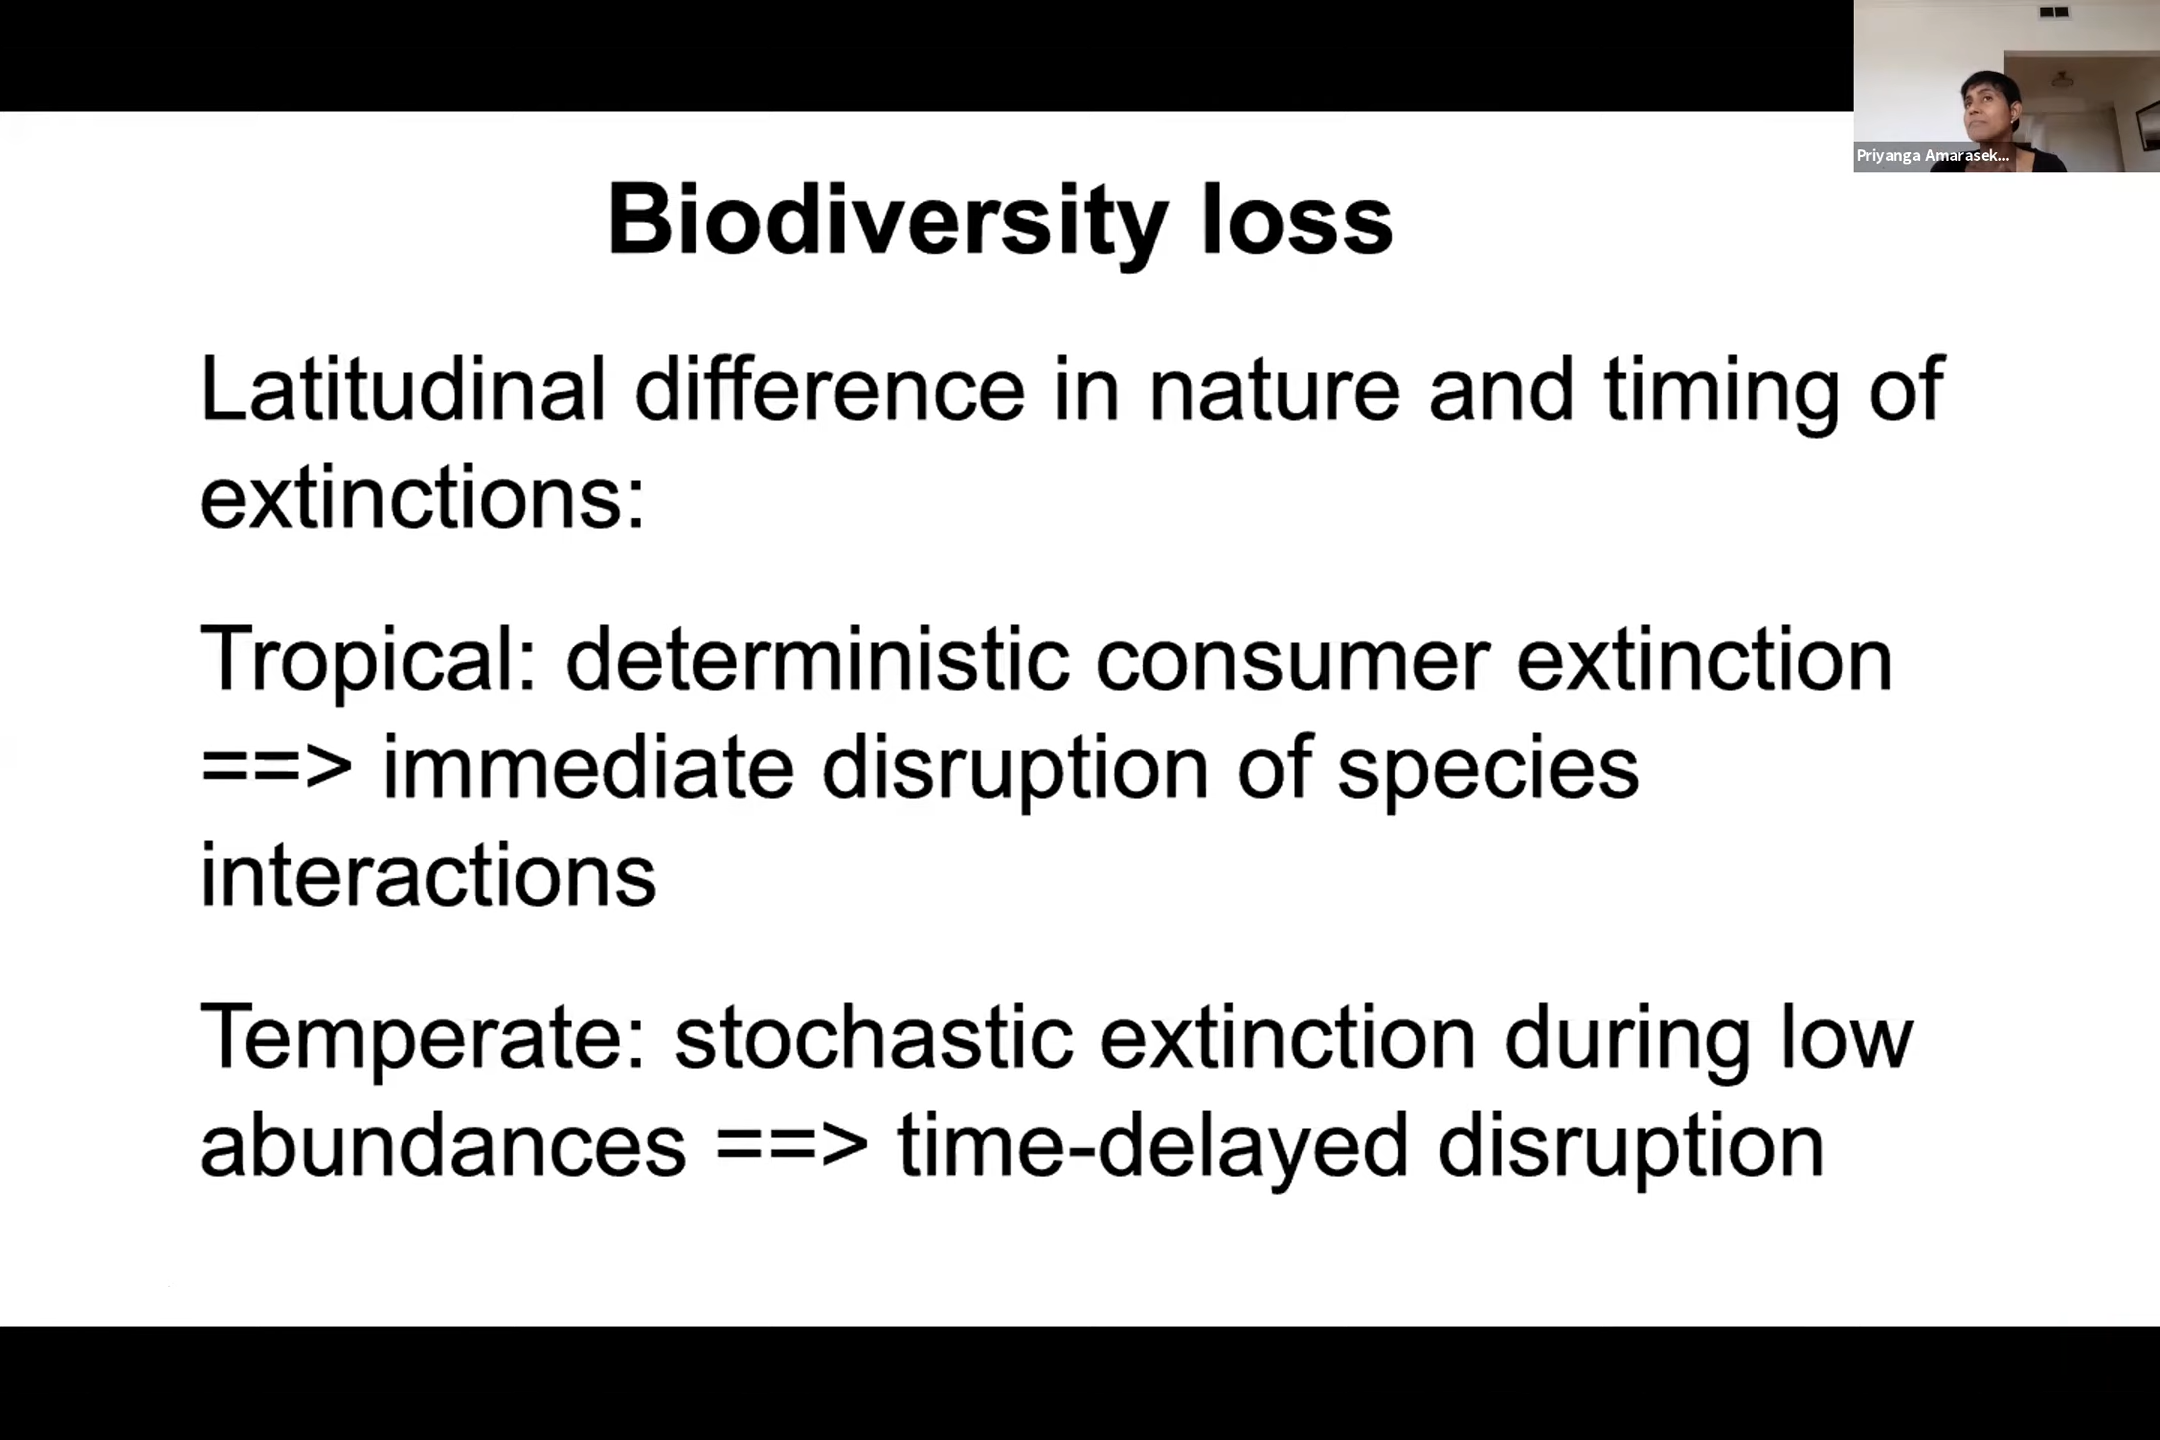 Priyanga Amarasek...
Biodiversity loss
Latitudinal difference in nature and timing of
extinctions:
Tropical: deterministic consumer extinction
==> immediate disruption of species
interactions
Temperate: stochastic extinction during low
abundances ==> time-delayed disruption